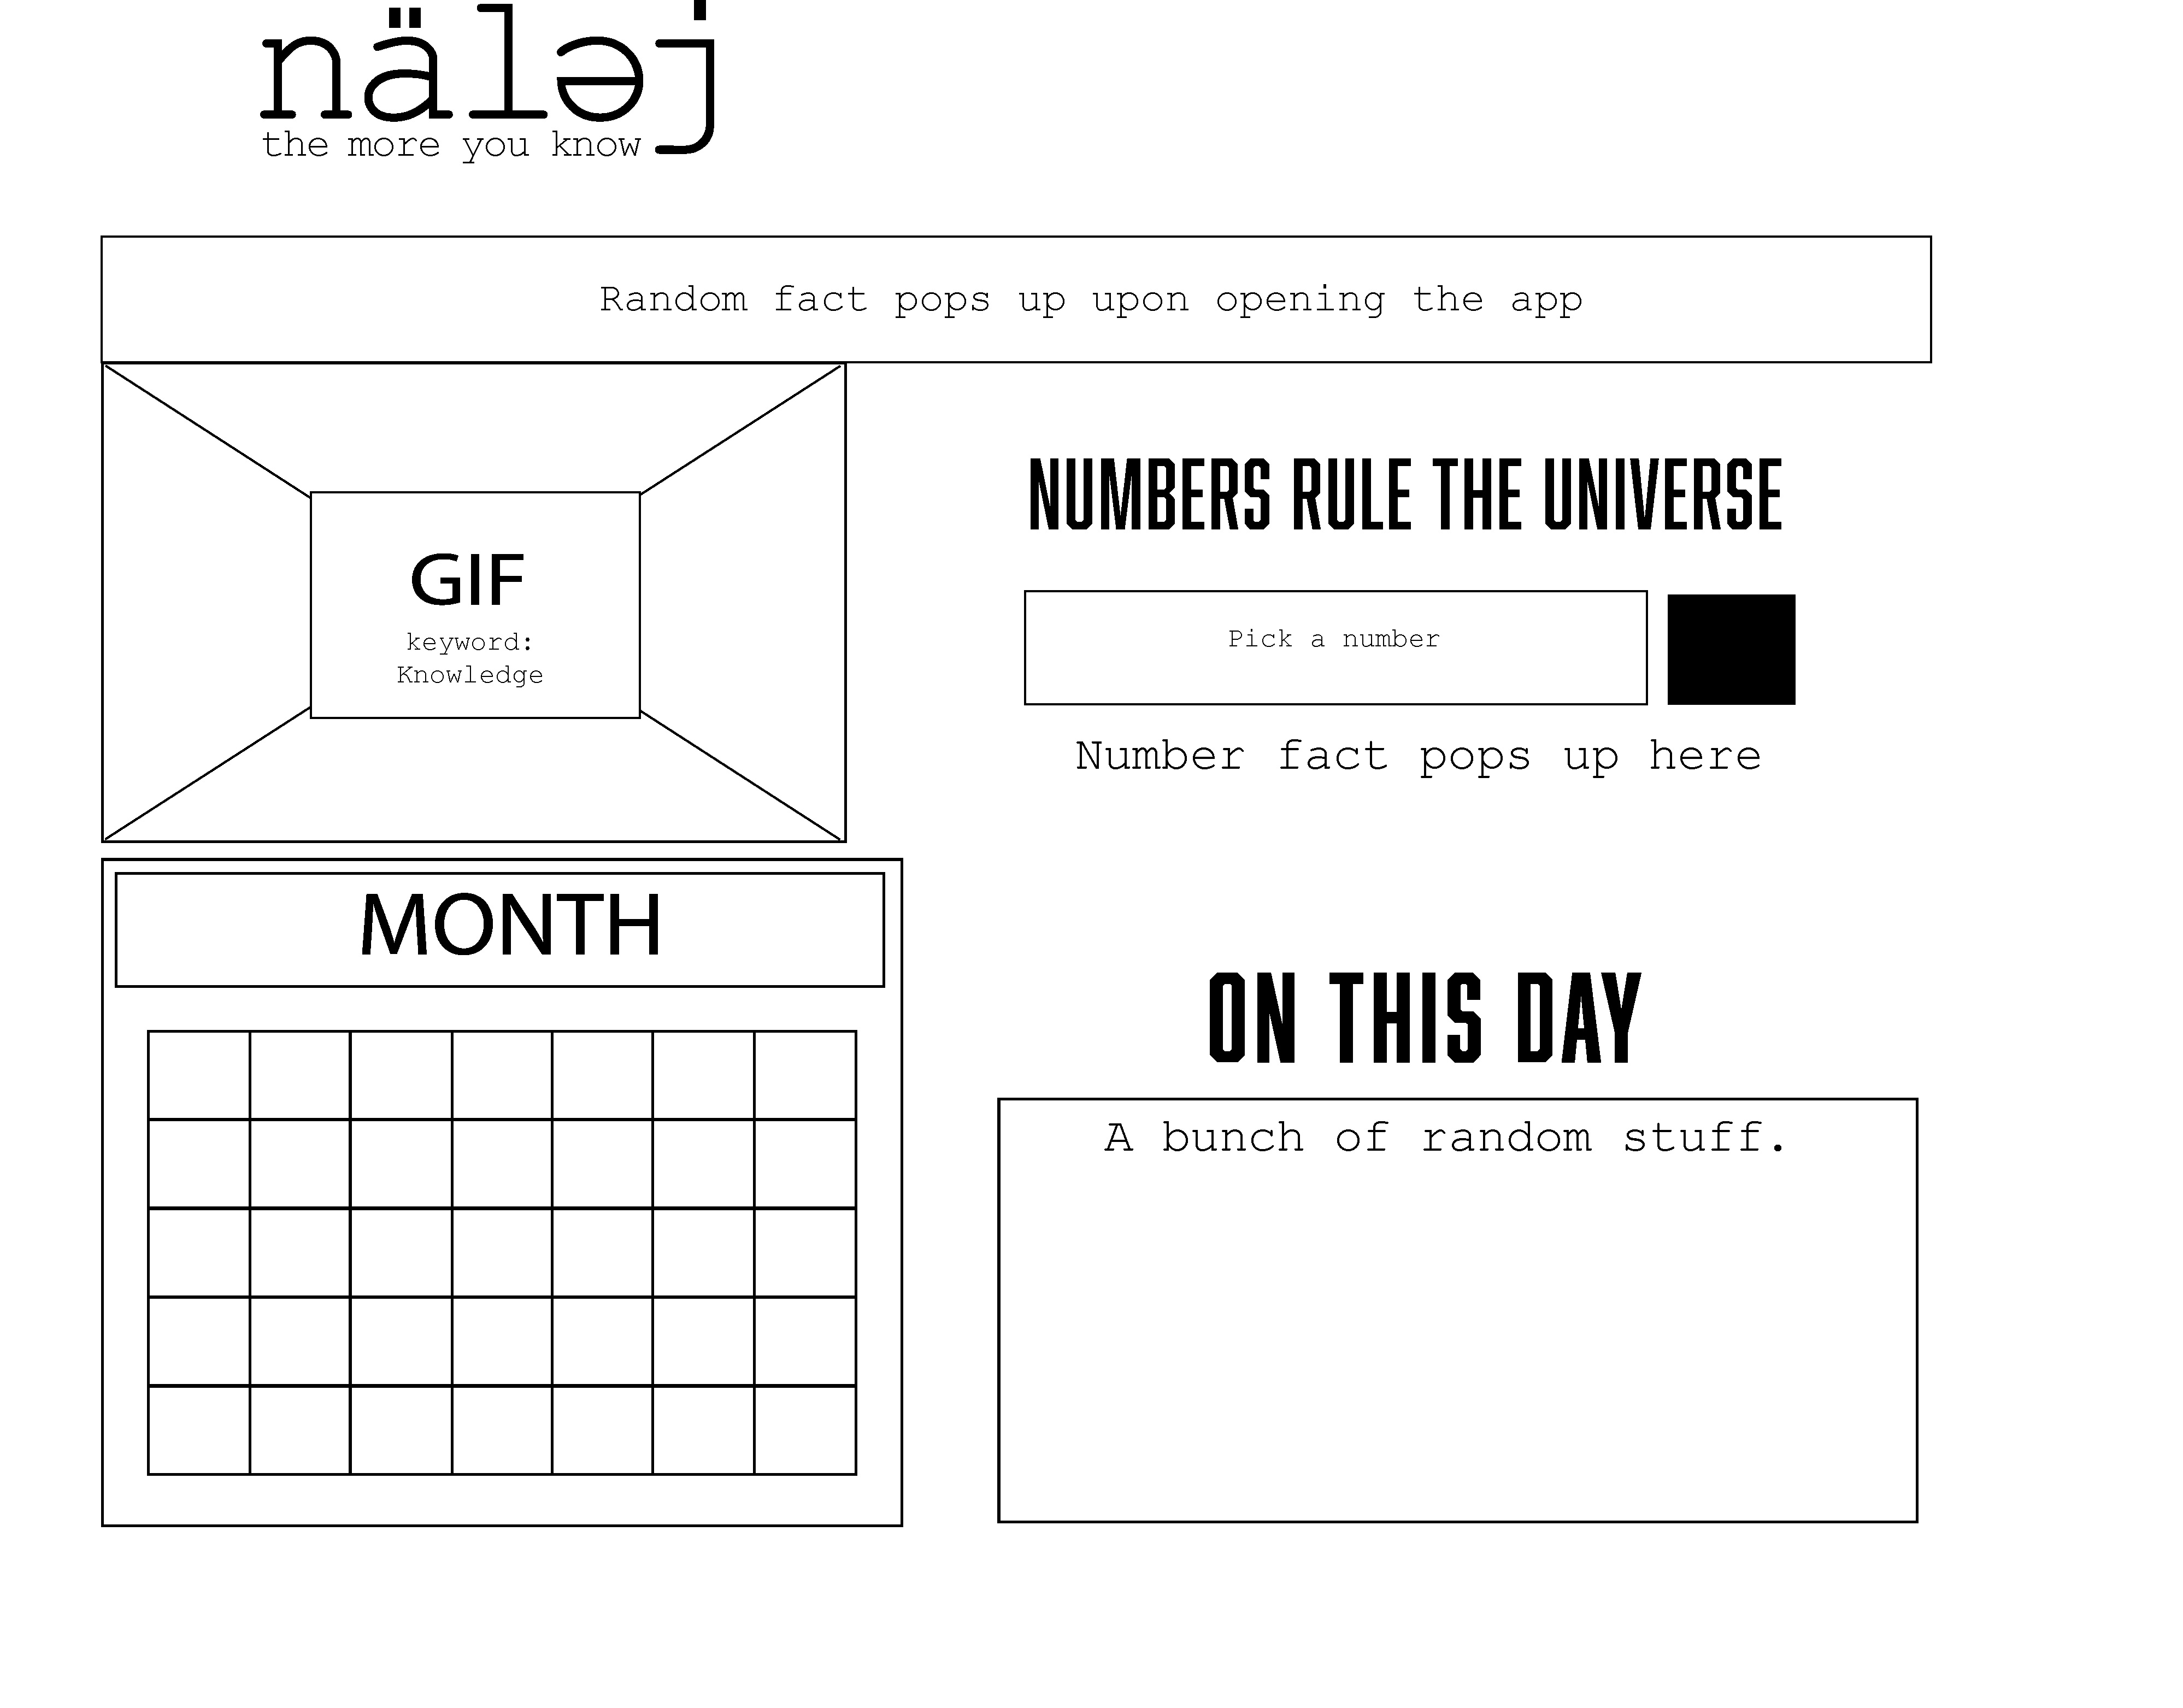 näləj
the more you know
Random fact pops up upon opening the app
GIF
keyword:
Knowledge
NUMBERS RULE THE UNIVERSE
Pick a number
Number fact pops up here
MONTH
ON THIS DAY
A bunch of random stuff.